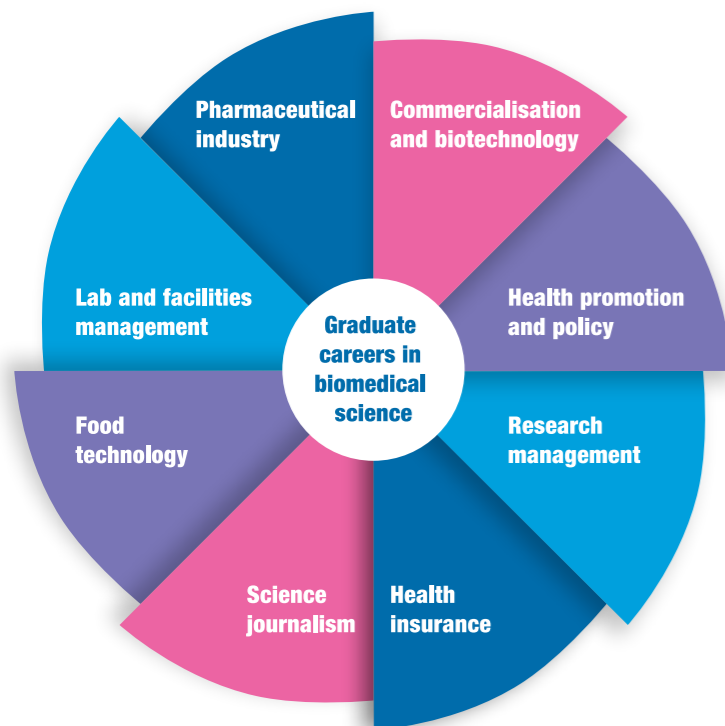 Pharmaceutical
industry
Commercialisation
and biotechnology
Health promotion
and policy
Research
management
Health
insurance
Science
journalism
Food
technology
Lab and facilities
management
Graduate
careers in
biomedical
science